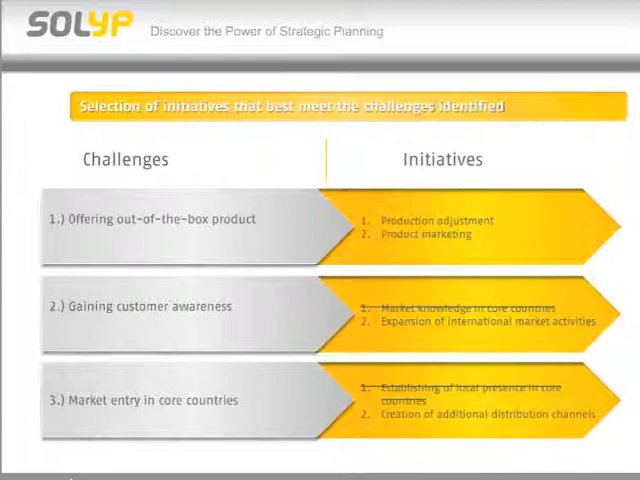 SOLYP Discover the Power of Strategic Planning
Selection of initiatives that best meet the challenges identified
Challenges
Initiatives
1.) Offering out-of-the-box product
1. Production adjustment
2. Product marketing
2.) Gaining customer awareness
1. Market knowledge in core countries
2. Expansion of international market activities
3.) Market entry in core countries
1. Establishing of local presence in core
countries
2. Creation of additional distribution channels